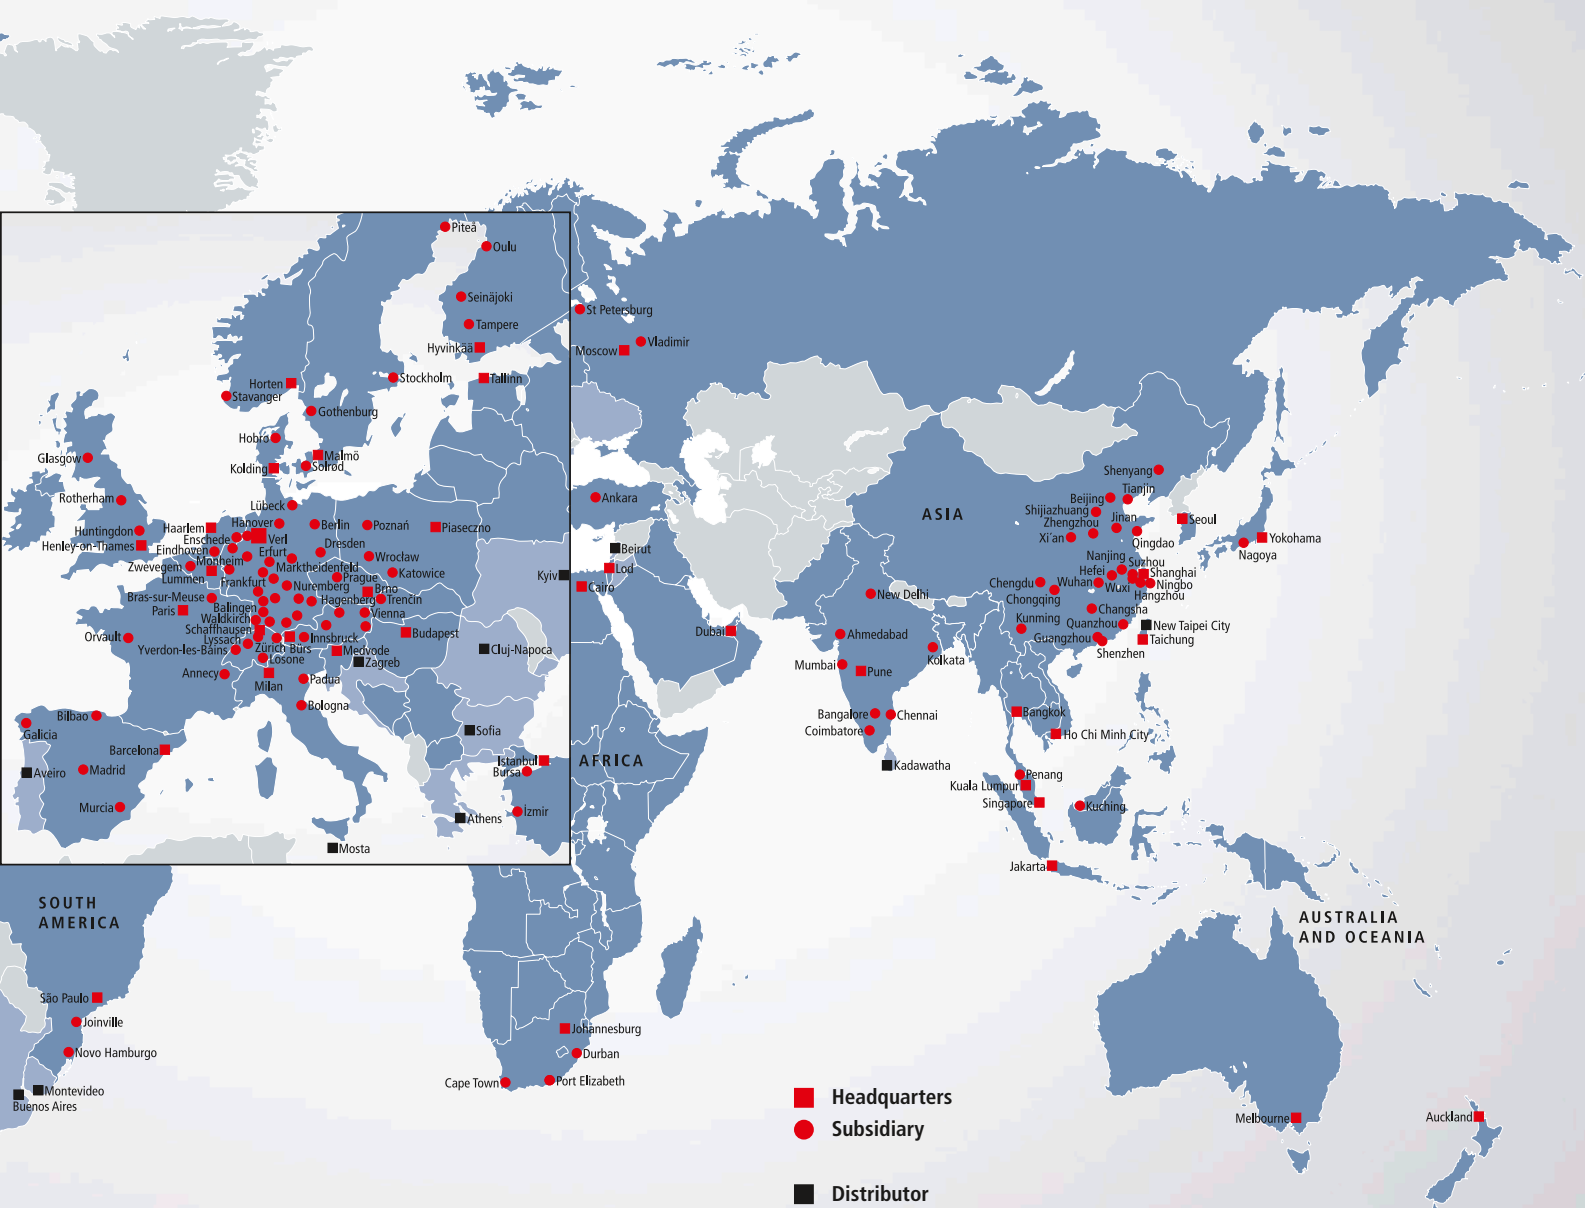 Piteå
Oulu
Seinäjoki
Tampere
Hyvinkää
Tallinn
Stockholm
Horten
Stavanger
Gothenburg
Hobro
Malmö
Kolding
Solrød
Glasgow
Rotherham
Huntingdon
Henley-on-Thames
Lübeck
Haarlem
Hanover
Berlin
Poznań
Piaseczno
Enschede
Verl
Eindhoven
Erfurt
Dresden
Wrocław
Zwevegem
Monheim
Marktheidenfeld
Katowice
Lummen
Frankfurt
Prague
Nuremberg
Brno
Bras-sur-Meuse
Hagenberg
Trenčín
Paris
Balingen
Vienna
Waldkirch
Schaffhausen
Budapest
Orvault
Lyssach
Innsbruck
Yverdon-les-Bains
Zürich
Bürs
Medvode
Losone
Zagreb
Cluj-Napoca
Annecy
Milan
Padua
Bologna
Kyiv
Bilbao
Galicia
Barcelona
Sofia
Aveiro
Madrid
Istanbul
Bursa
Murcia
İzmir
Athens
Mosta
St Petersburg
Vladimir
Moscow
Ankara
Beirut
Lod
Cairo
Dubai
AFRICA
ASIA
New Delhi
Ahmedabad
Kolkata
Mumbai
Pune
Bangalore
Chennai
Coimbatore
Kadawatha
Shenyang
Beijing
Tianjin
Shijiazhuang
Zhengzhou
Jinan
Xi´an
Qingdao
Seoul
Yokohama
Nagoya
Nanjing
Suzhou
Hefei
Shanghai
Chengdu
Wuhan
Wuxi
Ningbo
Chongqing
Hangzhou
Changsha
Kunming
Quanzhou
New Taipei City
Guangzhou
Taichung
Shenzhen
Bangkok
Ho Chi Minh City
Penang
Kuala Lumpur
Singapore
Kuching
Jakarta
SOUTH
AMERICA
AUSTRALIA
AND OCEANIA
São Paulo
Joinville
Novo Hamburgo
Montevideo
Buenos Aires
Johannesburg
Durban
Cape Town
Port Elizabeth
Melbourne
Auckland
Headquarters
Subsidiary
Distributor